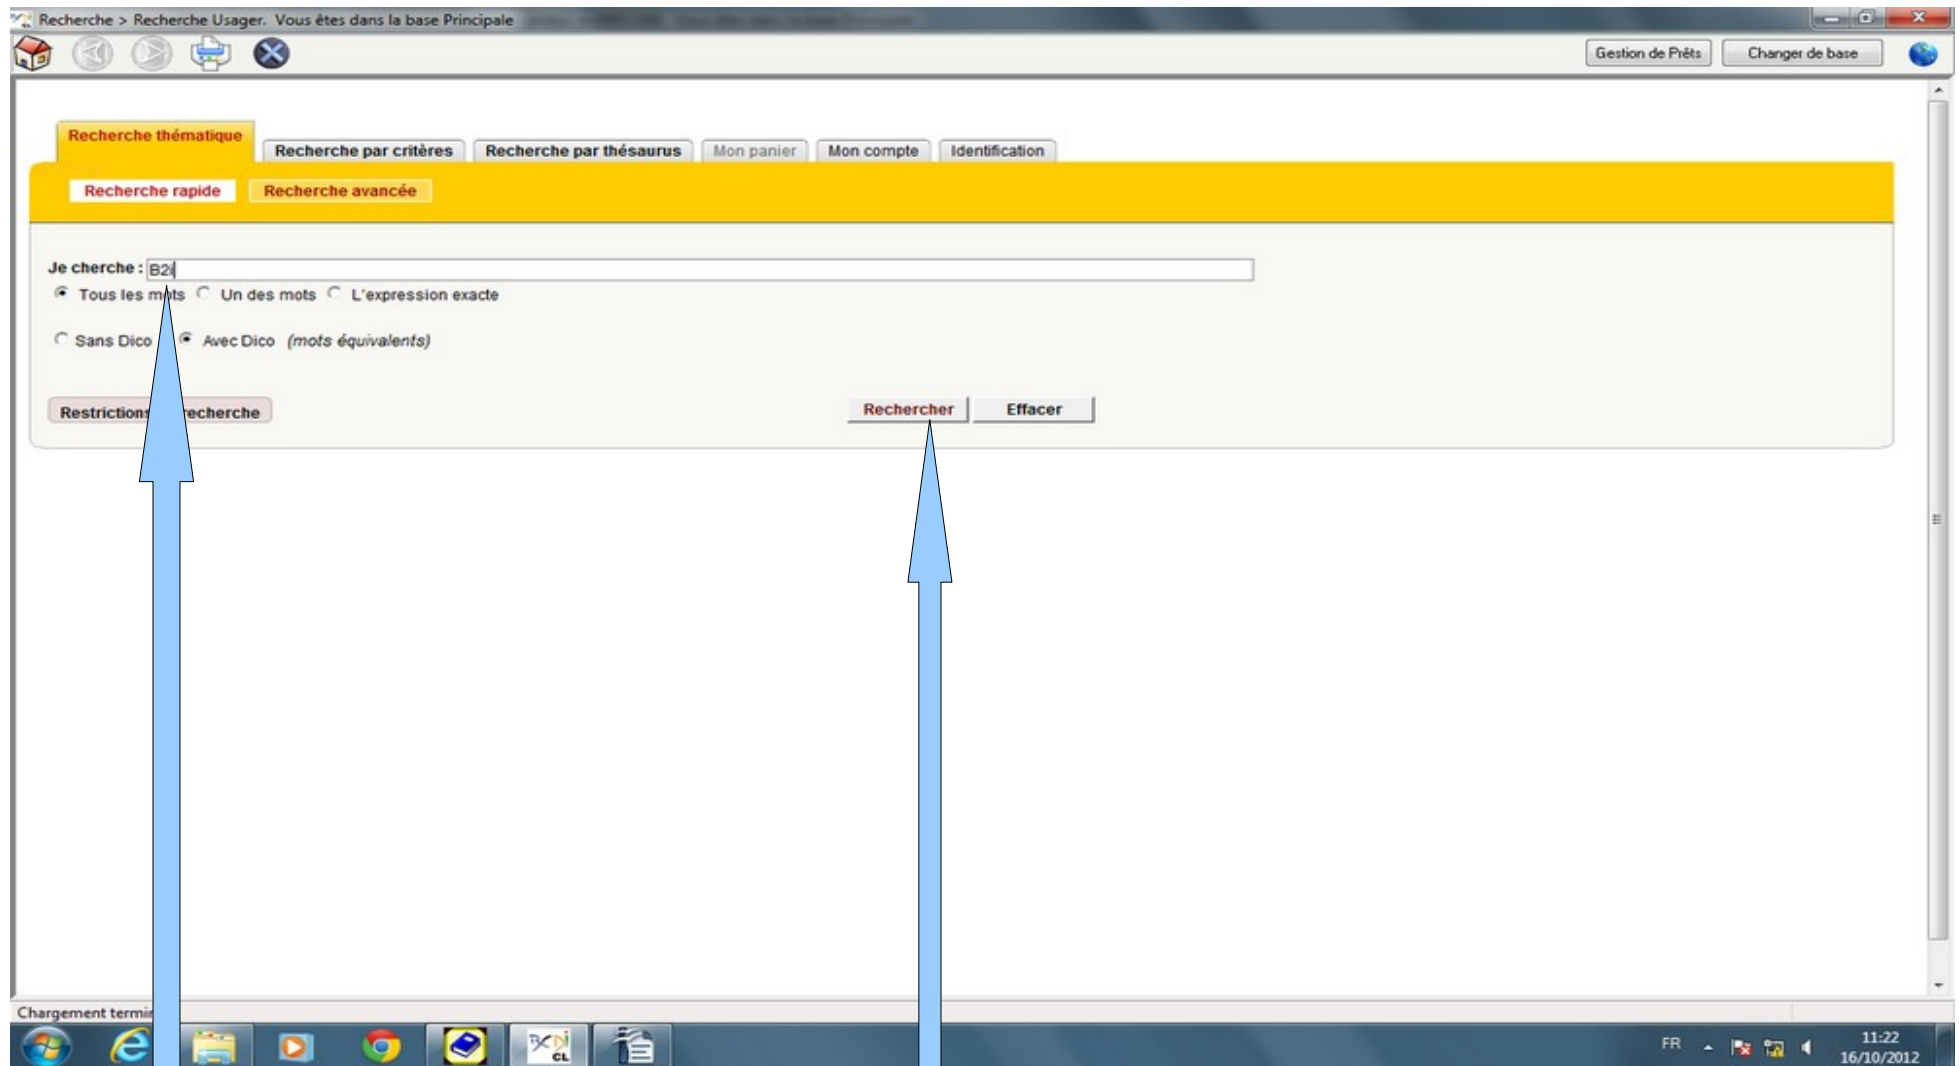 Recherche > Recherche Usager. Vous êtes dans la base Principale
Gestion de Prêts Changer de base
Recherche thématique Recherche par critères Recherche par thésaurus Mon panier Mon compte Identification
Recherche rapide Recherche avancée
Je cherche : B2i
Tous les mots Un des mots L'expression exacte
Sans Dico Avec Dico (mots équivalents)
Restrictions recherche Rechercher Effacer
Chargement
CL
FR 11:22
16/10/2012